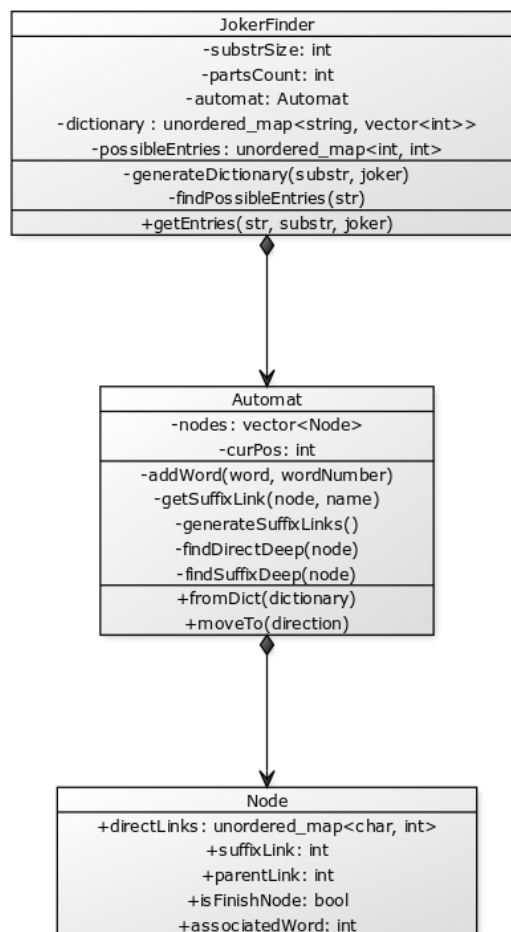 JokerFinder
-substrSize: int
-partsCount: int
-automat: Automat
-dictionary : unordered_map<string, vector<int>>
-possibleEntries: unordered_map<int, int>
-generateDictionary(substr, joker)
-findPossibleEntries(str)
+getEntries(str, substr, joker)
Automat
-nodes: vector<Node>
-curPos: int
-addWord(word, wordNumber)
-getSuffixLink(node, name)
-generateSuffixLinks()
-findDirectDeep(node)
-findSuffixDeep(node)
+fromDict(dictionary)
+moveTo(direction)
Node
+directLinks: unordered_map<char, int>
+suffixLink: int
+parentLink: int
+isFinishNode: bool
+associatedWord: int